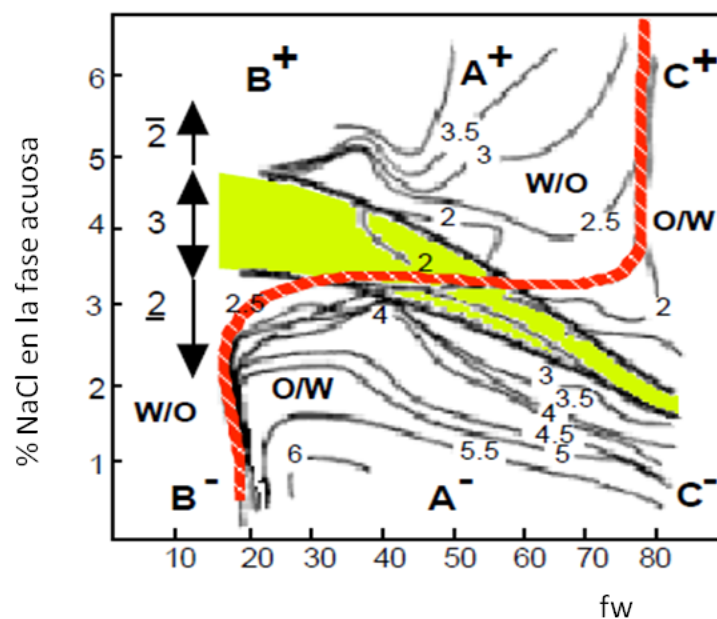 B+ A+ C+
6
2̅
3.5
5
3
W/O
2.5
O/W
4
3
2
2
2̲
3
2.5
4
2
3
3.5
2
W/O
O/W
4
4.5
5
5.5
1
6
B- A- C-
10 20 30 40 50 60 70 80
fw
% NaCl en la fase acuosa